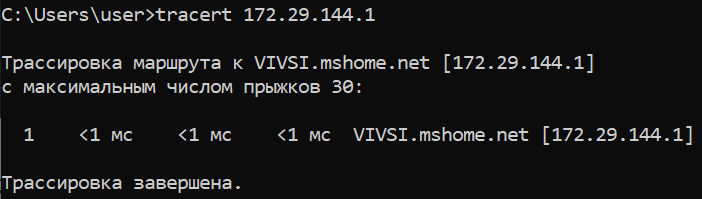 C:\Users\user>tracert 172.29.144.1
Трассировка маршрута к VIVSI.mshome.net [172.29.144.1]
с максимальным числом прыжков 30:
1 <1 мс <1 мс <1 мс VIVSI.mshome.net [172.29.144.1]
Трассировка завершена.